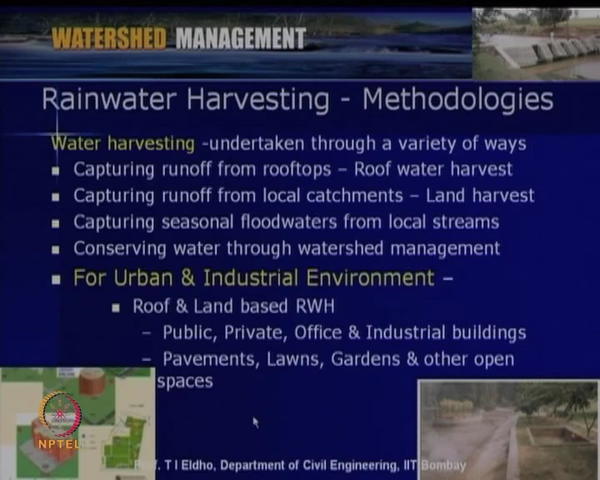 WATERSHED MANAGEMENT
Rainwater Harvesting - Methodologies
Water harvesting -undertaken through a variety of ways
Capturing runoff from rooftops – Roof water harvest
Capturing runoff from local catchments – Land harvest
Capturing seasonal floodwaters from local streams
Conserving water through watershed management
For Urban & Industrial Environment –
Roof & Land based RWH
– Public, Private, Office & Industrial buildings
– Pavements, Lawns, Gardens & other open
spaces
NPTEL
Prof. T I Eldho, Department of Civil Engineering, IIT Bombay